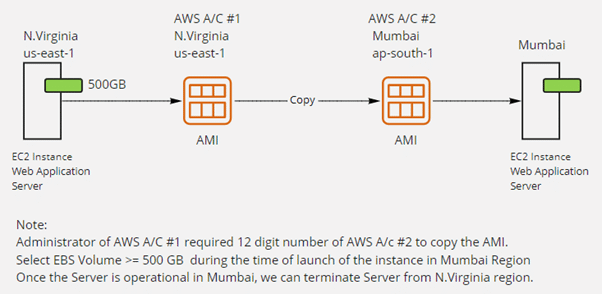 N.Virginia
us-east-1
500GB
EC2 Instance
Web Application
Server
AWS A/C #1
N.Virginia
us-east-1
AMI
Copy
AWS A/C #2
Mumbai
ap-south-1
AMI
Mumbai
EC2 Instance
Web Application
Server
Note:
Administrator of AWS A/C #1 required 12 digit number of AWS A/c #2 to copy the AMI.
Select EBS Volume >= 500 GB during the time of launch of the instance in Mumbai Region
Once the Server is operational in Mumbai, we can terminate Server from N.Virginia region.